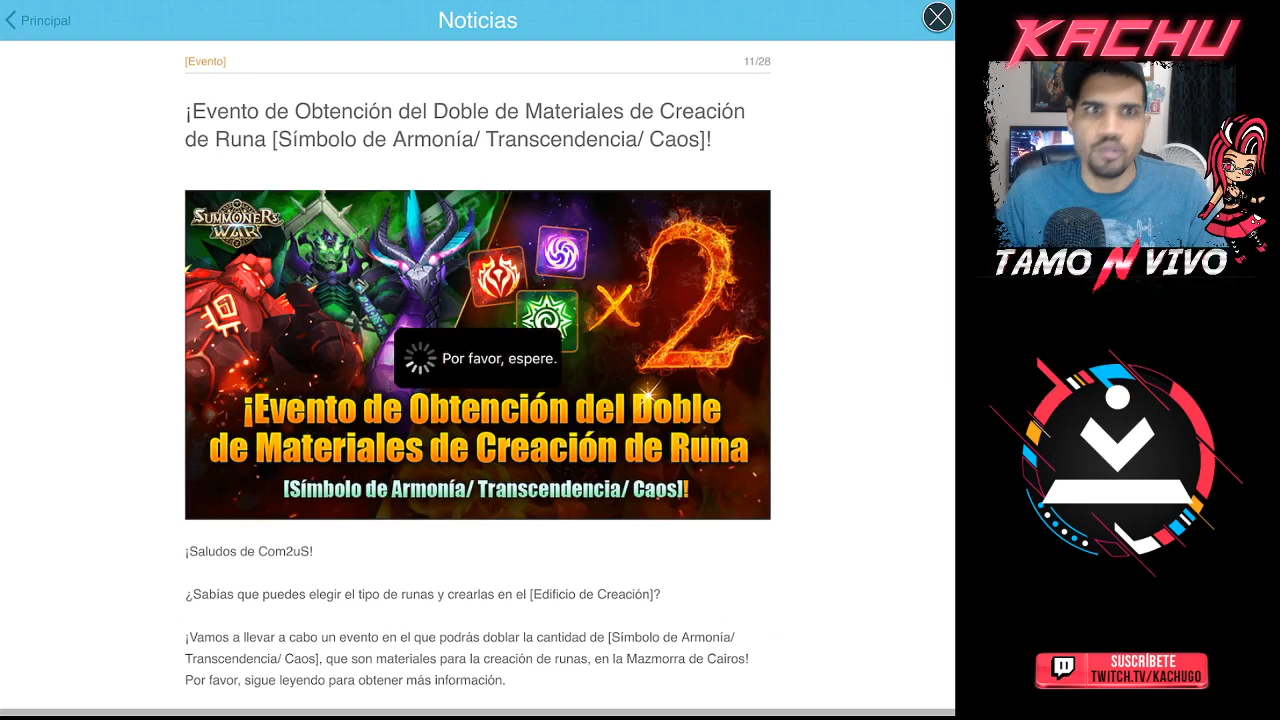 Principal
Noticias
[Evento]
11/28
¡Evento de Obtención del Doble de Materiales de Creación
de Runa [Símbolo de Armonía/ Transcendencia/ Caos]!
SUMMONERS
WAR
x2
Por favor, espere.
¡Evento de Obtención del Doble
de Materiales de Creación de Runa
[Símbolo de Armonía/ Transcendencia/ Caos]!
¡Saludos de Com2uS!
¿Sabías que puedes elegir el tipo de runas y crearlas en el [Edificio de Creación]?
¡Vamos a llevar a cabo un evento en el que podrás doblar la cantidad de [Símbolo de Armonía/
Transcendencia/ Caos], que son materiales para la creación de runas, en la Mazmorra de Cairos!
Por favor, sigue leyendo para obtener más información.
KACHU
TAMO N VIVO
SUSCRÍBETE
TWITCH.TV/KACHUGO